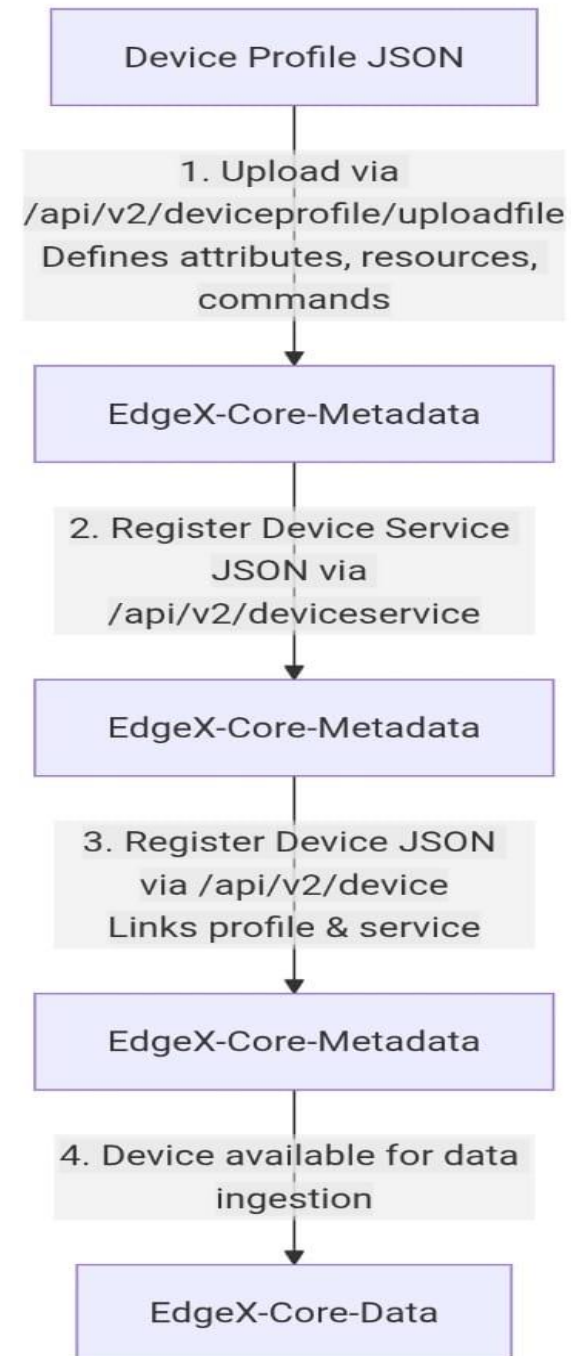 Device Profile JSON
1. Upload via
/api/v2/deviceprofile/uploadfile
Defines attributes, resources,
commands
EdgeX-Core-Metadata
2. Register Device Service
JSON via
/api/v2/deviceservice
EdgeX-Core-Metadata
3. Register Device JSON
via /api/v2/device
Links profile & service
EdgeX-Core-Metadata
4. Device available for data
ingestion
EdgeX-Core-Data